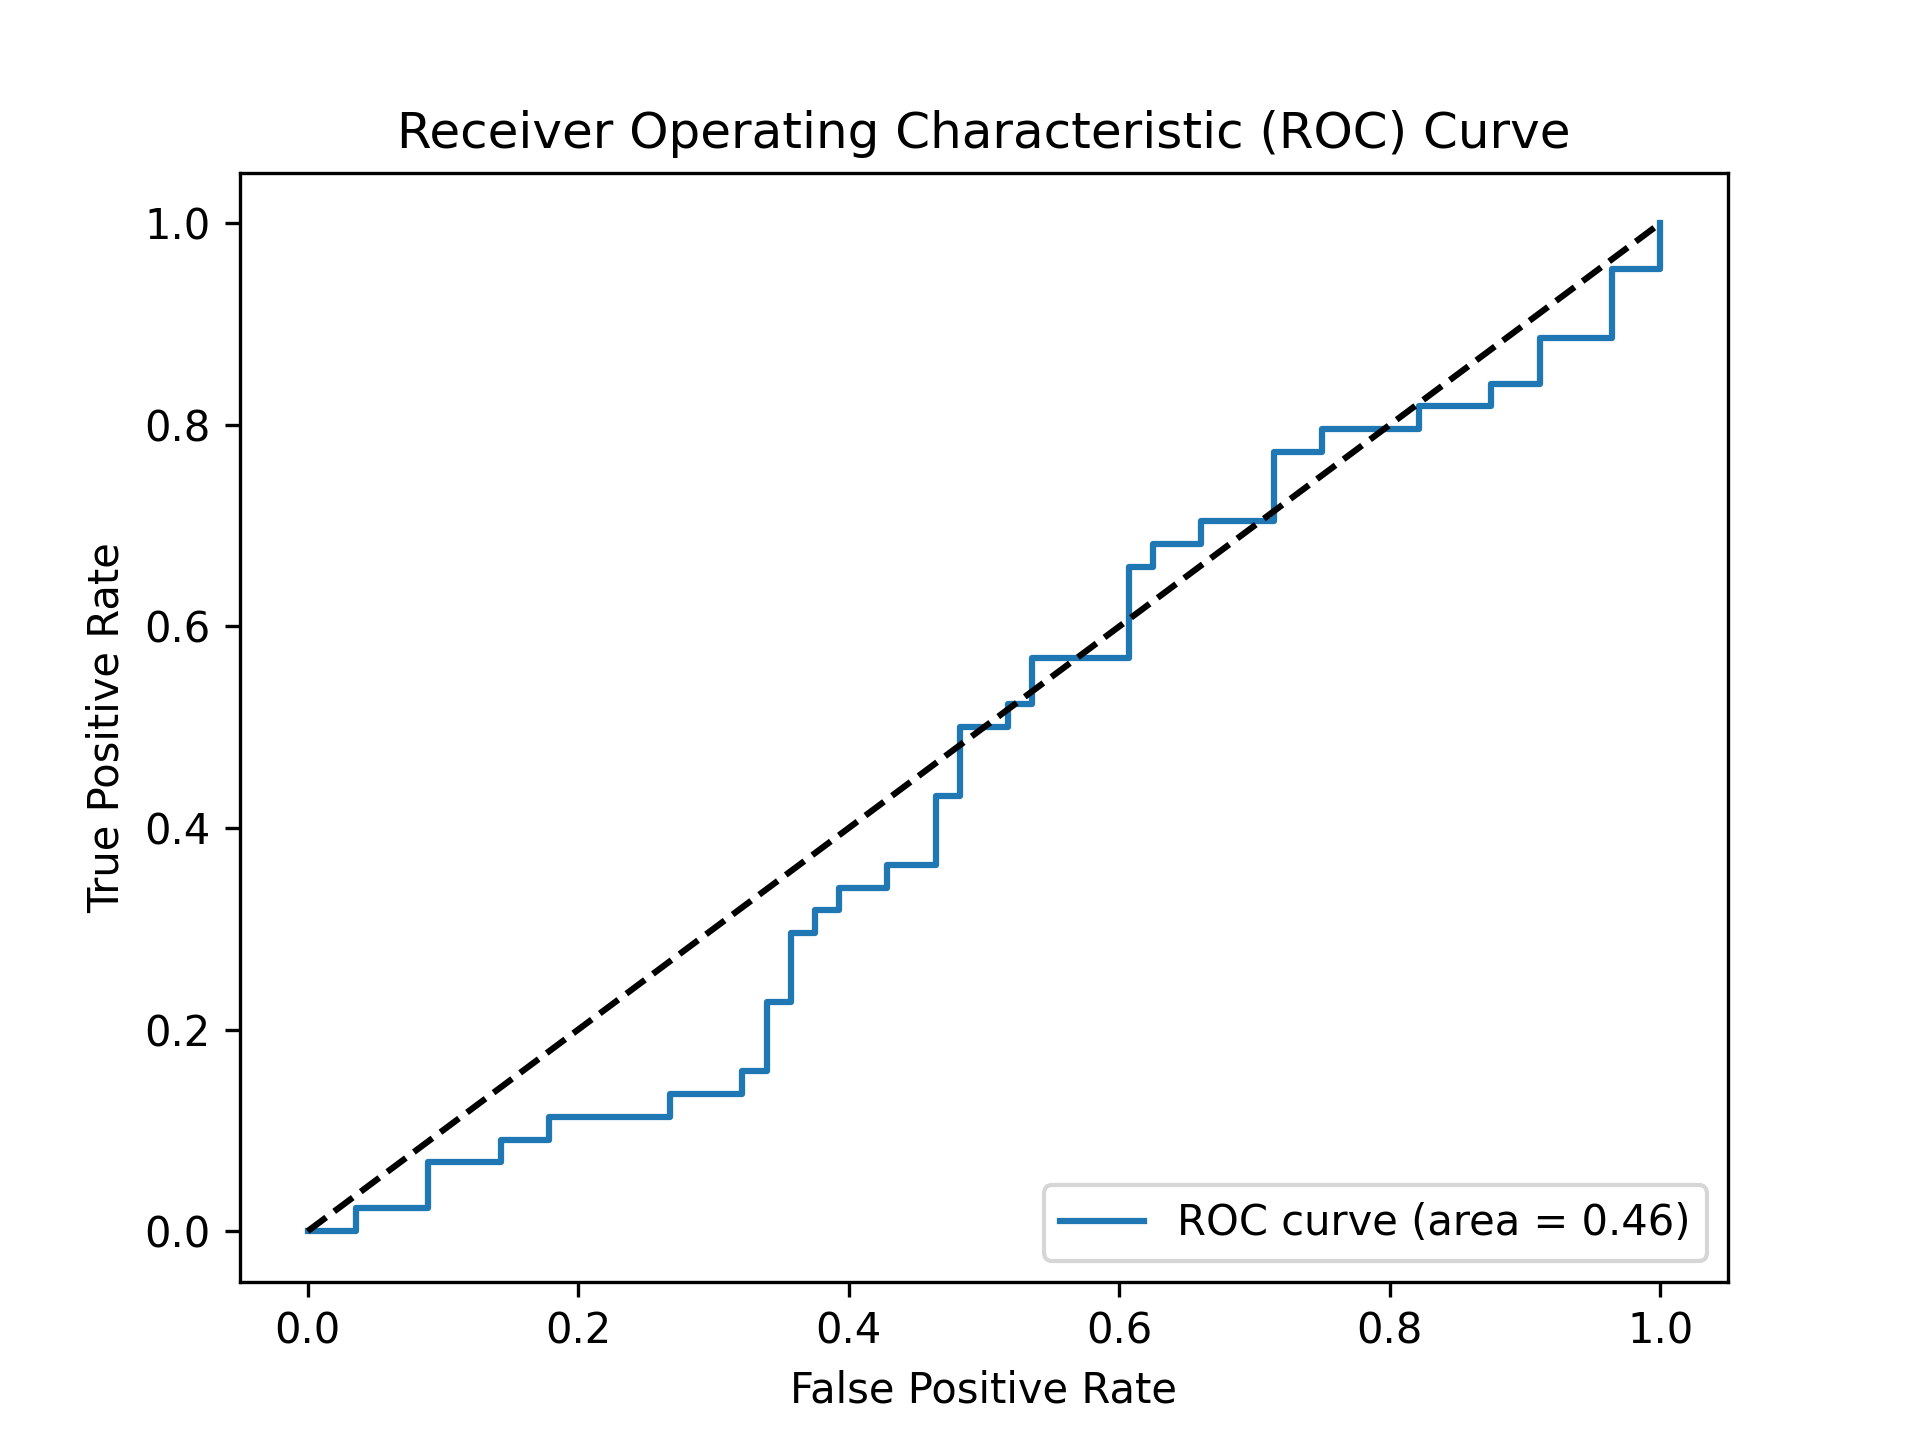 Receiver Operating Characteristic (ROC) Curve
1.0
0.8
0.6
0.4
0.2
0.0
True Positive Rate
ROC curve (area = 0.46)
0.0 0.2 0.4 0.6 0.8 1.0
False Positive Rate